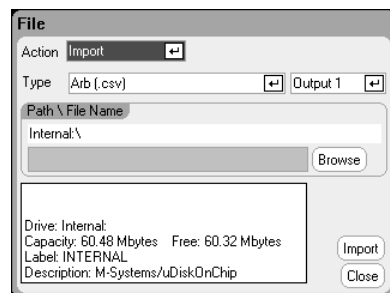 File
Action Import
Type Arb (.csv) Output 1
Path \ File Name
Internal:\
Browse
Drive: Internal:
Capacity: 60.48 Mbytes Free: 60.32 Mbytes
Label: INTERNAL
Description: M-Systems/uDiskOnChip
Import
Close